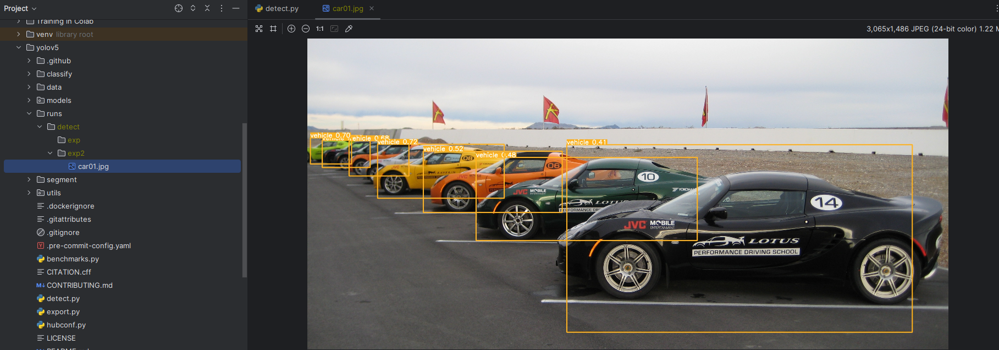 Project
Training in Colab
venv library root
yolov5
.github
classify
data
models
runs
detect
exp
exp2
car01.jpg
segment
utils
.dockerignore
.gitattributes
.gitignore
.pre-commit-config.yaml
benchmarks.py
CITATION.cff
CONTRIBUTING.md
detect.py
export.py
hubconf.py
LICENSE
detect.py
car01.jpg
1:1
3,065x1,486 JPEG (24-bit color) 1.22 M
vehicle 0.70
vehicle 0.68
vehicle 0.72
vehicle 0.52
vehicle 0.48
vehicle 0.41
08
06
10
14
JVC
JVC
JVC MOBILE
ENTERTAINMENT
LOTUS
PERFORMANCE DRI
JVC MOBILE
ENTERTAINMENT
LOTUS
PERFORMANCE DRIVING SCHOOL